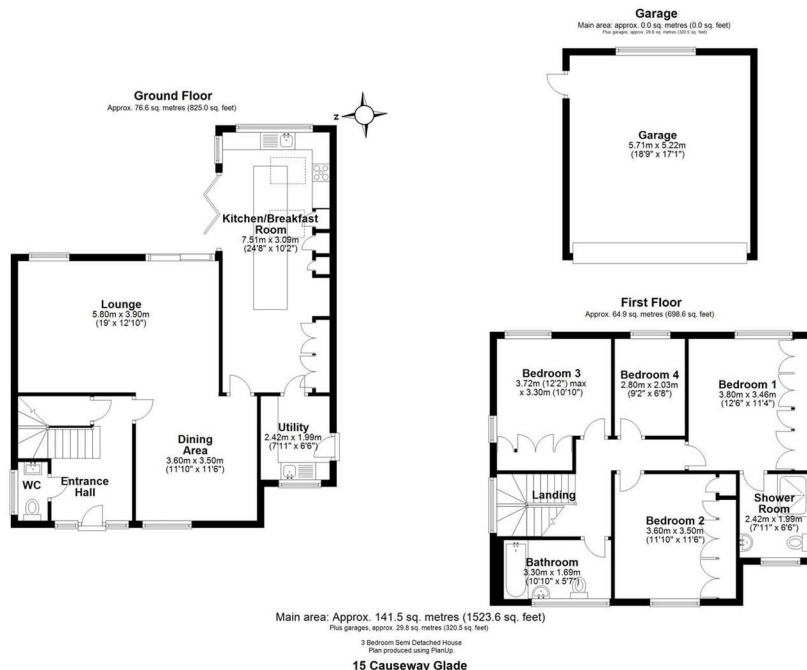 Garage
Main area: approx. 0.0 sq. metres (0.0 sq. feet)
Plus garages, approx. 29.8 sq. metres (320.5 sq. feet)
Garage
5.71m x 5.22m
(18'9" x 17'1")
Ground Floor
Approx. 76.6 sq. metres (825.0 sq. feet)
z
Kitchen/Breakfast
Room
7.51m x 3.09m
(24'8" x 10'2")
Lounge
5.80m x 3.90m
(19' x 12'10")
Utility
2.42m x 1.99m
(7'11" x 6'6")
Dining
Area
3.60m x 3.50m
(11'10" x 11'6")
WC
Entrance
Hall
First Floor
Approx. 64.9 sq. metres (698.6 sq. feet)
Bedroom 3
3.72m (12'2") max
x 3.30m (10'10")
Bedroom 4
2.80m x 2.03m
(9'2" x 6'8")
Bedroom 1
3.80m x 3.46m
(12'6" x 11'4")
Landing
Bedroom 2
3.60m x 3.50m
(11'10" x 11'6")
Shower
Room
2.42m x 1.99m
(7'11" x 6'6")
Bathroom
3.30m x 1.69m
(10'10" x 5'7")
Main area: Approx. 141.5 sq. metres (1523.6 sq. feet)
Plus garages, approx. 29.8 sq. metres (320.5 sq. feet)
3 Bedroom Semi Detached House
Plan produced using PlanUp.
15 Causeway Glade